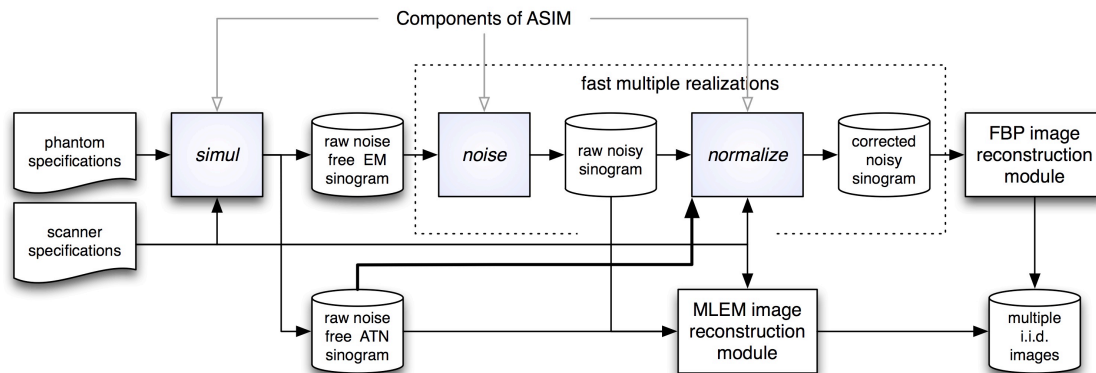 Components of ASIM
fast multiple realizations
phantom
specifications
simul
raw noise
free EM
sinogram
noise
raw noisy
sinogram
normalize
corrected
noisy
sinogram
FBP image
reconstruction
module
scanner
specifications
raw noise
free ATN
sinogram
MLEM image
reconstruction
module
multiple
i.i.d.
images